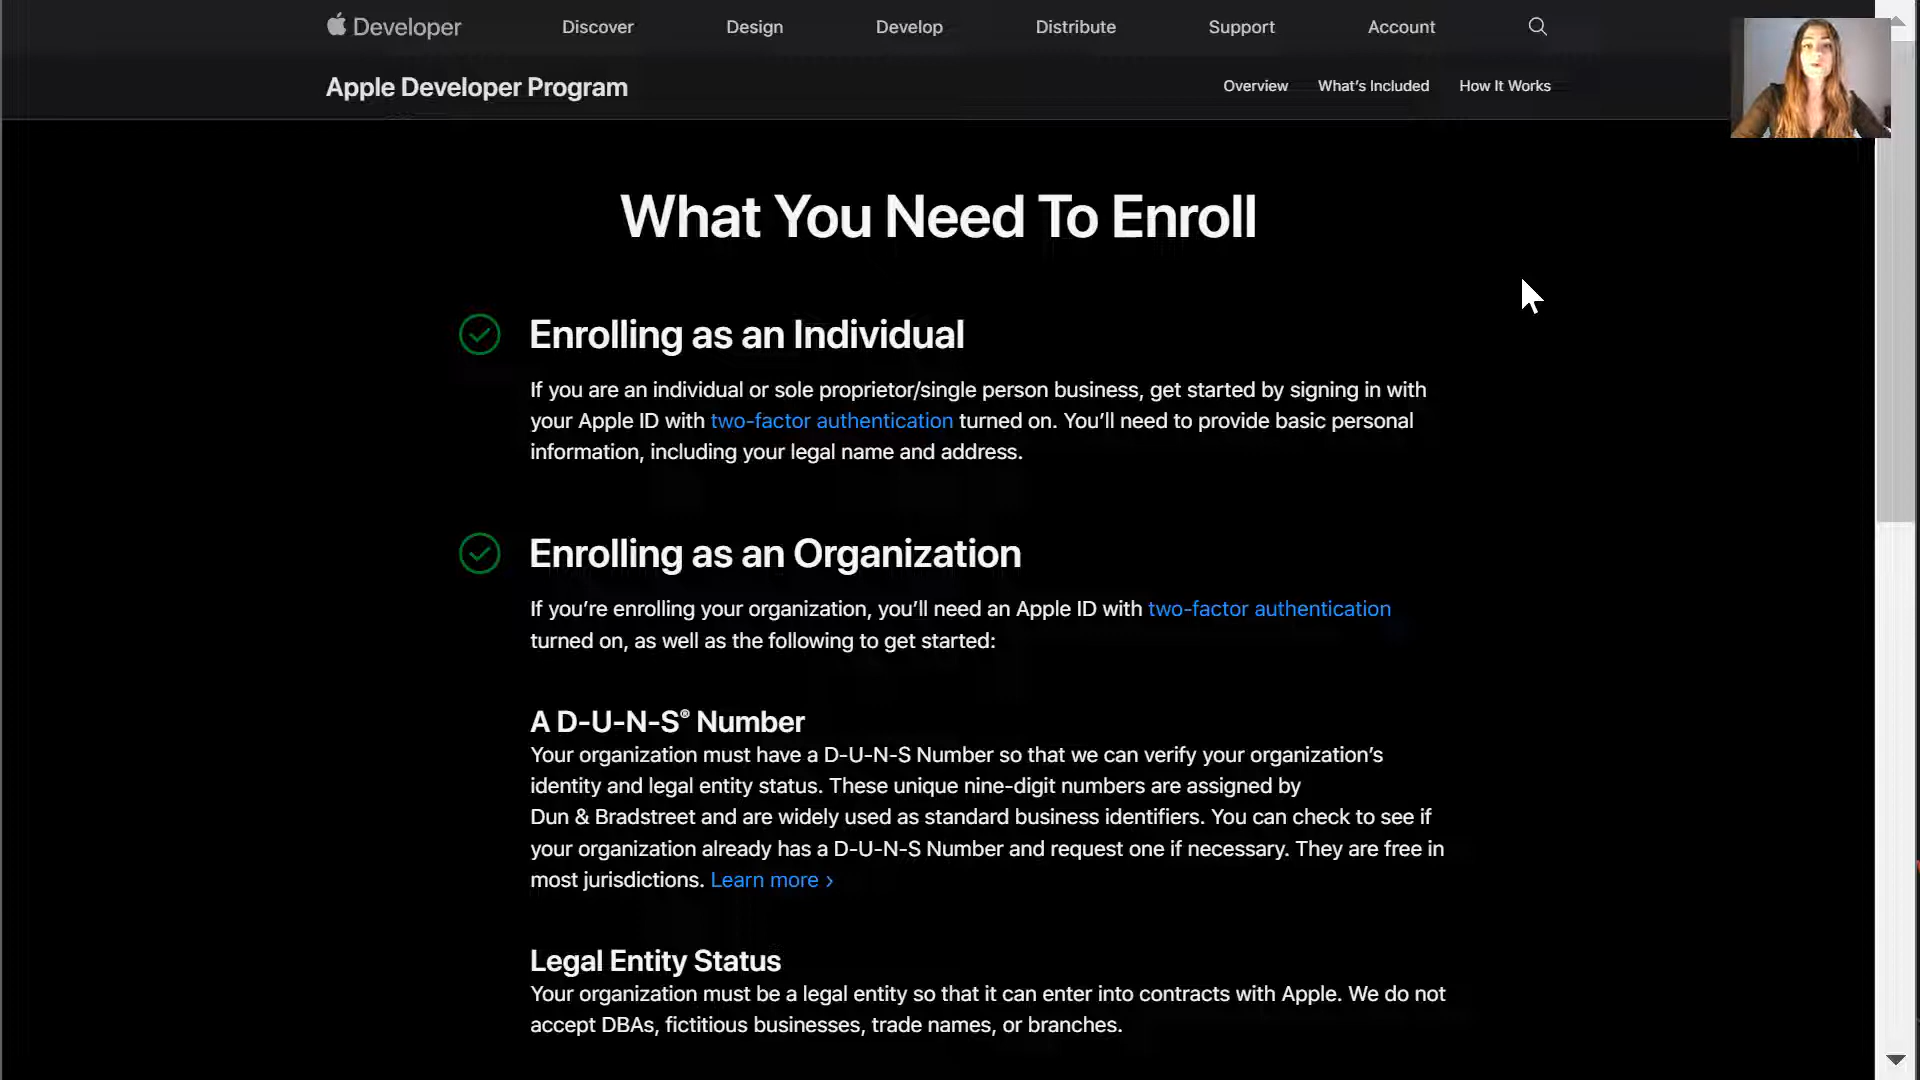 Developer
Discover
Design
Develop
Distribute
Support
Account
Apple Developer Program
Overview
What's Included
How It Works
What You Need To Enroll
Enrolling as an Individual
If you are an individual or sole proprietor/single person business, get started by signing in with
your Apple ID with two-factor authentication turned on. You’ll need to provide basic personal
information, including your legal name and address.
Enrolling as an Organization
If you’re enrolling your organization, you’ll need an Apple ID with two-factor authentication
turned on, as well as the following to get started:
A D-U-N-S® Number
Your organization must have a D-U-N-S Number so that we can verify your organization’s
identity and legal entity status. These unique nine-digit numbers are assigned by
Dun & Bradstreet and are widely used as standard business identifiers. You can check to see if
your organization already has a D-U-N-S Number and request one if necessary. They are free in
most jurisdictions. Learn more ›
Legal Entity Status
Your organization must be a legal entity so that it can enter into contracts with Apple. We do not
accept DBAs, fictitious businesses, trade names, or branches.